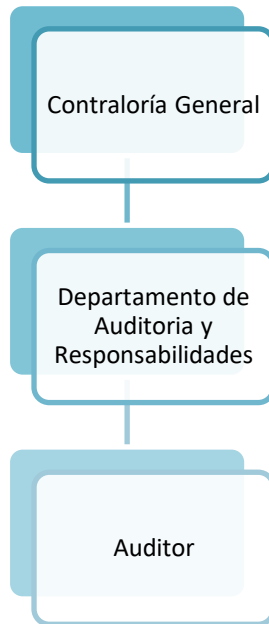 Contraloría General
Departamento de
Auditoria y
Responsabilidades
Auditor